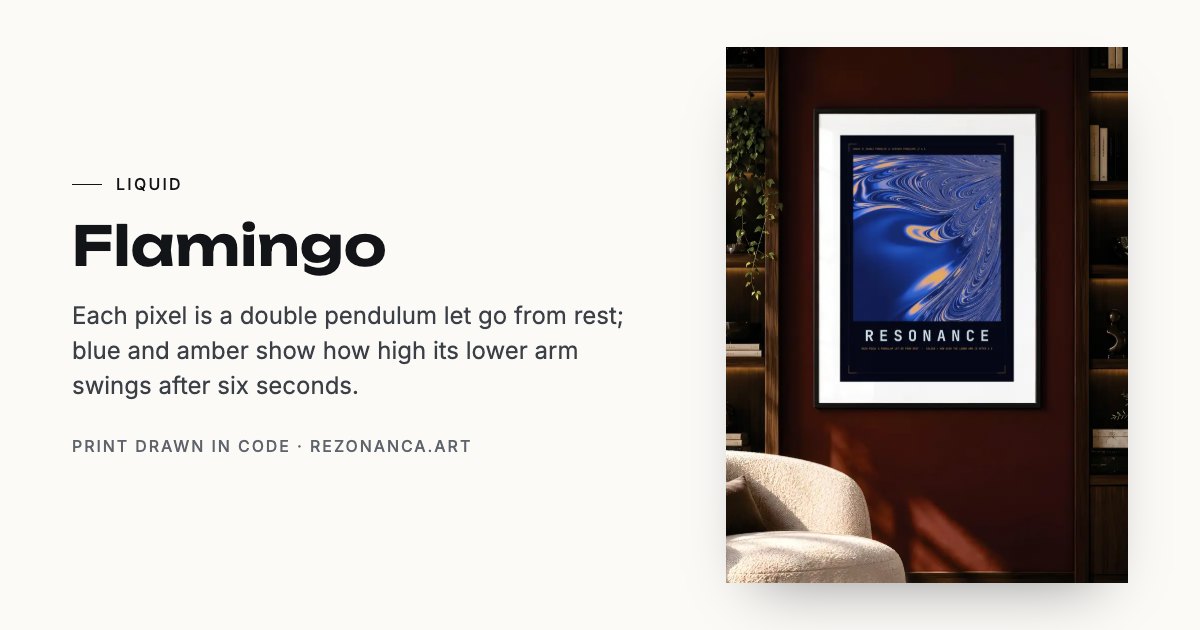 LIQUID
Flamingo
Each pixel is a double pendulum let go from rest;
blue and amber show how high its lower arm
swings after six seconds.
PRINT DRAWN IN CODE · REZONANCA.ART
RESONANCE